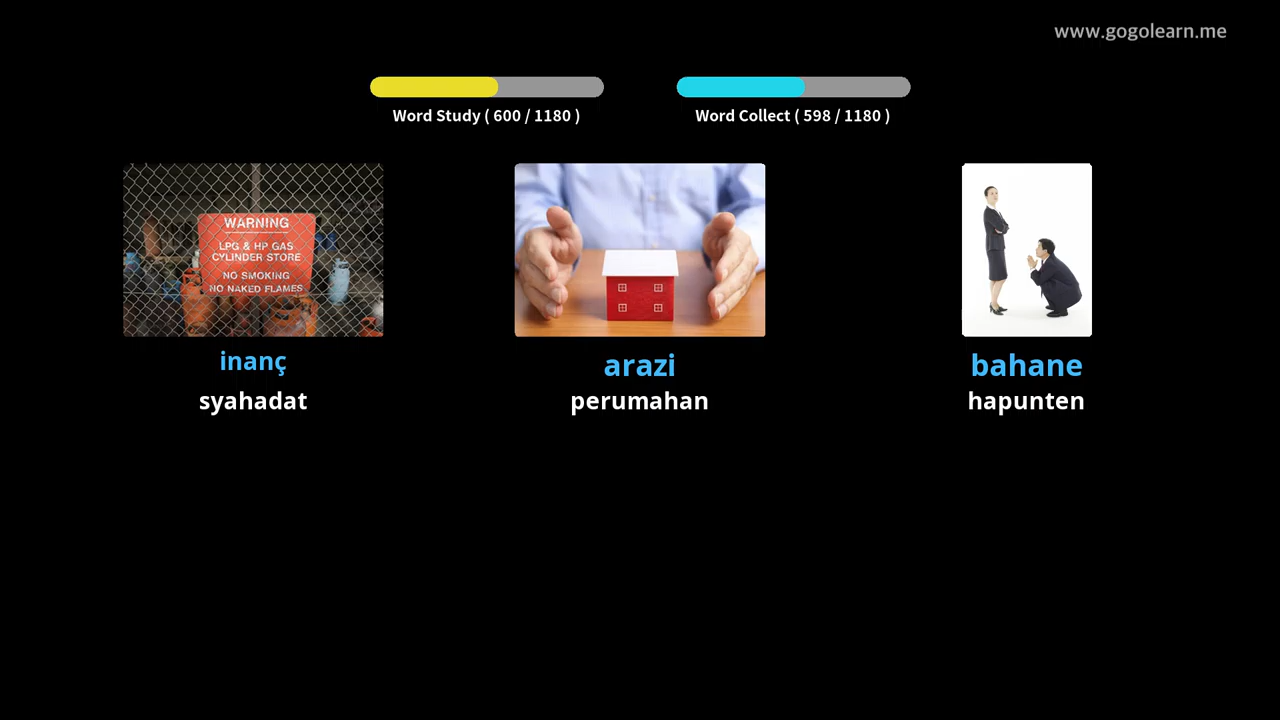 www.gogolearn.me
Word Study ( 600 / 1180 )
Word Collect ( 598 / 1180 )
WARNING
LPG & HP GAS
CYLINDER STORE
NO SMOKING
NO NAKED FLAMES
inanç
syahadat
arazi
perumahan
bahane
hapunten